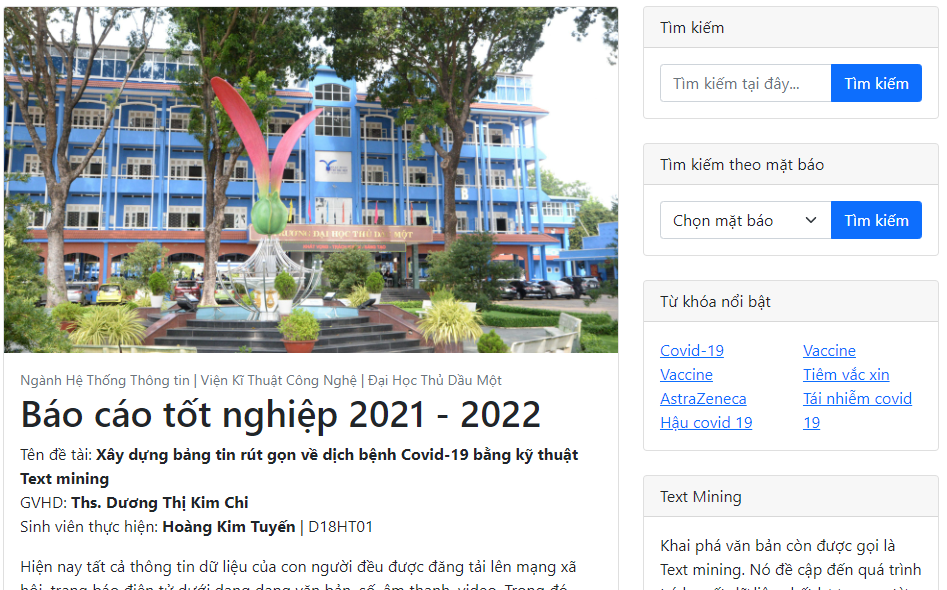 TRƯỜNG ĐẠI HỌC THỦ DẦU MỘT
B
Ngành Hệ Thống Thông tin | Viện Kĩ Thuật Công Nghệ | Đại Học Thủ Dầu Một
Báo cáo tốt nghiệp 2021 - 2022
Tên đề tài: Xây dựng bảng tin rút gọn về dịch bệnh Covid-19 bằng kỹ thuật
Text mining
GVHD: Ths. Dương Thị Kim Chi
Sinh viên thực hiện: Hoàng Kim Tuyến | D18HT01
Hiện nay tất cả thông tin dữ liệu của con người đều được đăng tải lên mạng xã
hội, trang báo điện tử dưới dạng dạng văn bản, số, âm thanh, video. Trong đó
Tìm kiếm
Tìm kiếm tại đây...
Tìm kiếm
Tìm kiếm theo mặt báo
Chọn mặt báo
Tìm kiếm
Từ khóa nổi bật
Covid-19
Vaccine
AstraZeneca
Hậu covid 19
Vaccine
Tiêm vắc xin
Tái nhiễm covid
19
Text Mining
Khai phá văn bản còn được gọi là
Text mining. Nó đề cập đến quá trình